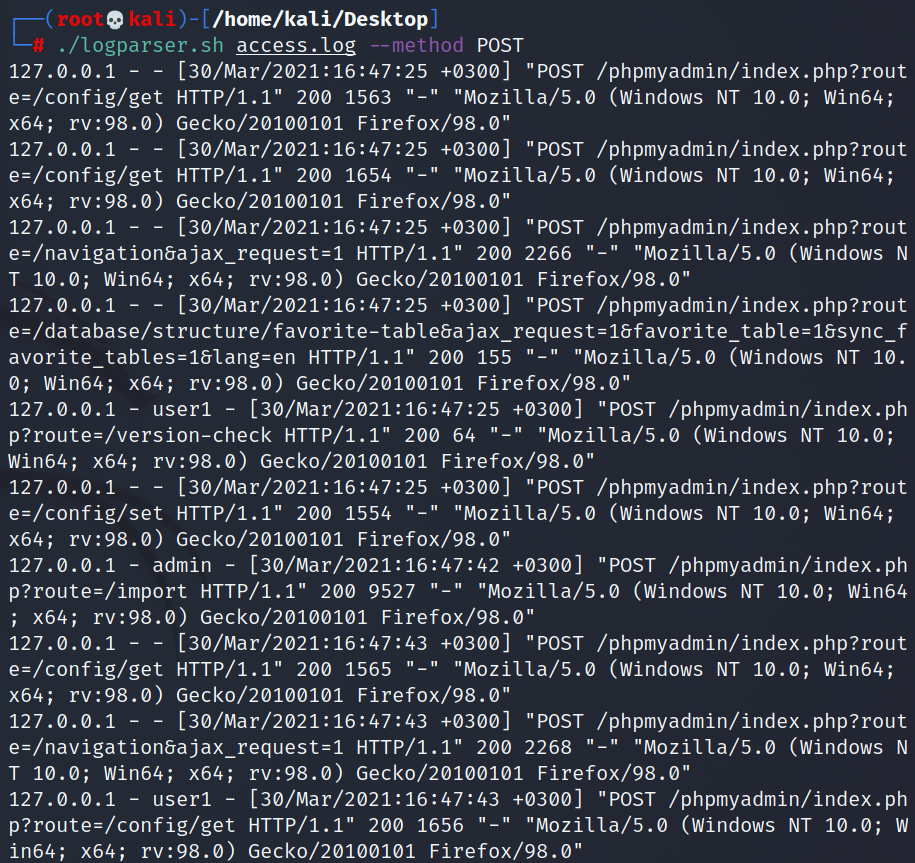 ┌──(root💀kali)-[/home/kali/Desktop]
└─# ./logparser.sh access.log --method POST
127.0.0.1 - - [30/Mar/2021:16:47:25 +0300] "POST /phpmyadmin/index.php?rout
e=/config/get HTTP/1.1" 200 1563 "-" "Mozilla/5.0 (Windows NT 10.0; Win64; 
x64; rv:98.0) Gecko/20100101 Firefox/98.0"
127.0.0.1 - - [30/Mar/2021:16:47:25 +0300] "POST /phpmyadmin/index.php?rout
e=/config/get HTTP/1.1" 200 1654 "-" "Mozilla/5.0 (Windows NT 10.0; Win64; 
x64; rv:98.0) Gecko/20100101 Firefox/98.0"
127.0.0.1 - - [30/Mar/2021:16:47:25 +0300] "POST /phpmyadmin/index.php?rout
e=/navigation&ajax_request=1 HTTP/1.1" 200 2266 "-" "Mozilla/5.0 (Windows N
T 10.0; Win64; x64; rv:98.0) Gecko/20100101 Firefox/98.0"
127.0.0.1 - - [30/Mar/2021:16:47:25 +0300] "POST /phpmyadmin/index.php?rout
e=/database/structure/favorite-table&ajax_request=1&favorite_table=1&sync_f
avorite_tables=1&lang=en HTTP/1.1" 200 155 "-" "Mozilla/5.0 (Windows NT 10.
0; Win64; x64; rv:98.0) Gecko/20100101 Firefox/98.0"
127.0.0.1 - user1 - [30/Mar/2021:16:47:25 +0300] "POST /phpmyadmin/index.ph
p?route=/version-check HTTP/1.1" 200 64 "-" "Mozilla/5.0 (Windows NT 10.0; 
Win64; x64; rv:98.0) Gecko/20100101 Firefox/98.0"
127.0.0.1 - - [30/Mar/2021:16:47:25 +0300] "POST /phpmyadmin/index.php?rout
e=/config/set HTTP/1.1" 200 1554 "-" "Mozilla/5.0 (Windows NT 10.0; Win64; 
x64; rv:98.0) Gecko/20100101 Firefox/98.0"
127.0.0.1 - admin - [30/Mar/2021:16:47:42 +0300] "POST /phpmyadmin/index.ph
p?route=/import HTTP/1.1" 200 9527 "-" "Mozilla/5.0 (Windows NT 10.0; Win64
; x64; rv:98.0) Gecko/20100101 Firefox/98.0"
127.0.0.1 - - [30/Mar/2021:16:47:43 +0300] "POST /phpmyadmin/index.php?rout
e=/config/get HTTP/1.1" 200 1565 "-" "Mozilla/5.0 (Windows NT 10.0; Win64; 
x64; rv:98.0) Gecko/20100101 Firefox/98.0"
127.0.0.1 - - [30/Mar/2021:16:47:43 +0300] "POST /phpmyadmin/index.php?rout
e=/navigation&ajax_request=1 HTTP/1.1" 200 2268 "-" "Mozilla/5.0 (Windows N
T 10.0; Win64; x64; rv:98.0) Gecko/20100101 Firefox/98.0"
127.0.0.1 - user1 - [30/Mar/2021:16:47:43 +0300] "POST /phpmyadmin/index.ph
p?route=/config/get HTTP/1.1" 200 1656 "-" "Mozilla/5.0 (Windows NT 10.0; W
in64; x64; rv:98.0) Gecko/20100101 Firefox/98.0"